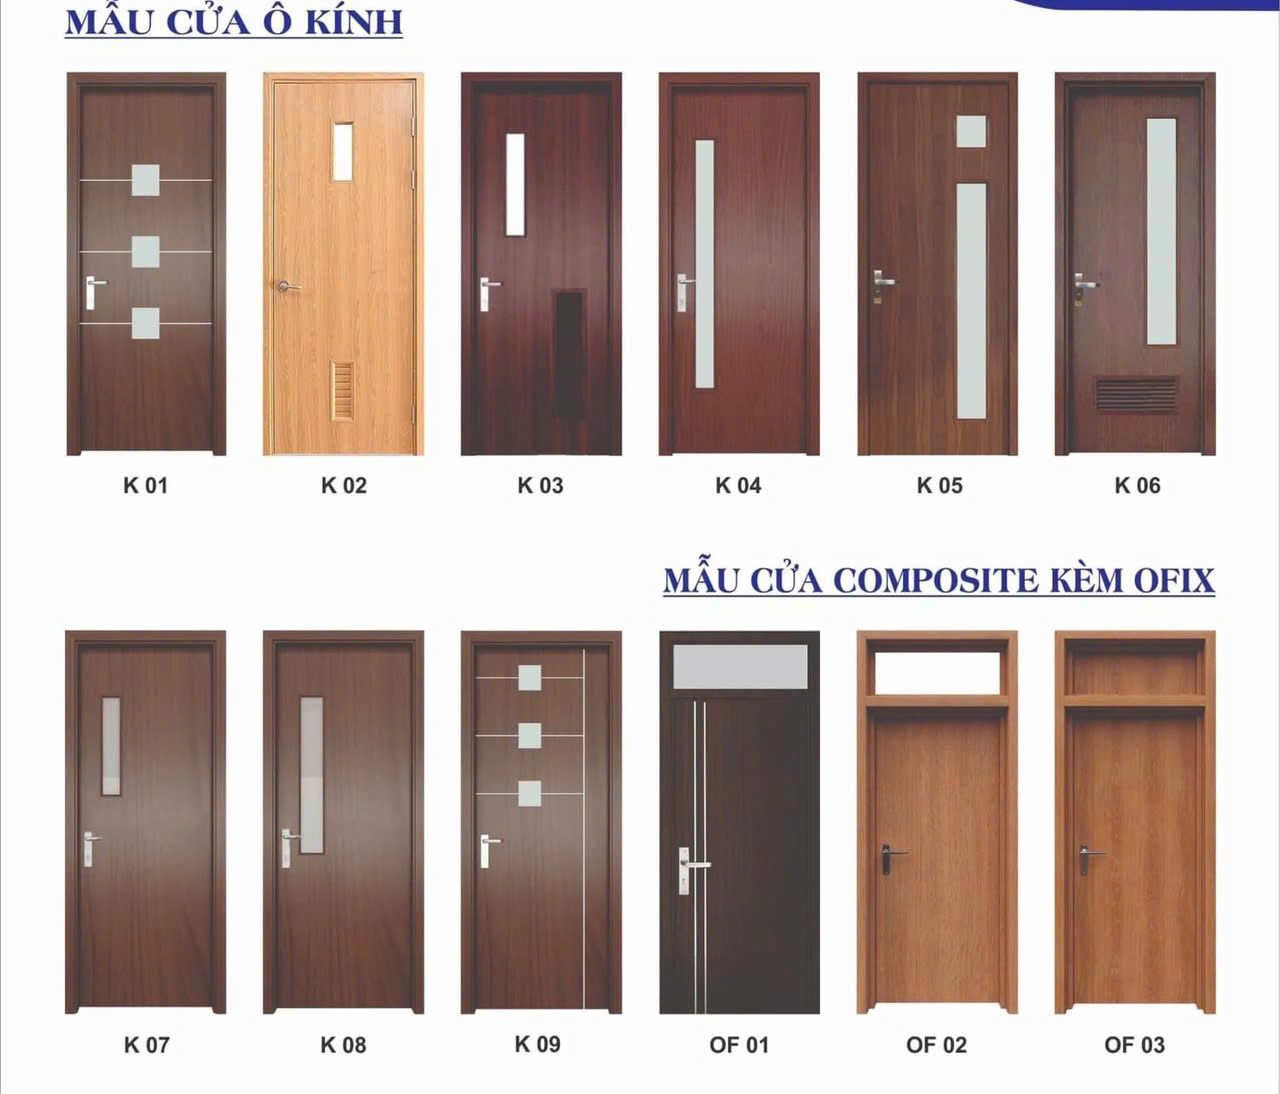 MẪU CỬA Ô KÍNH
K 01
K 02
K 03
K 04
K 05
K 06
MẪU CỬA COMPOSITE KÈM OFIX
K 07
K 08
K 09
OF 01
OF 02
OF 03